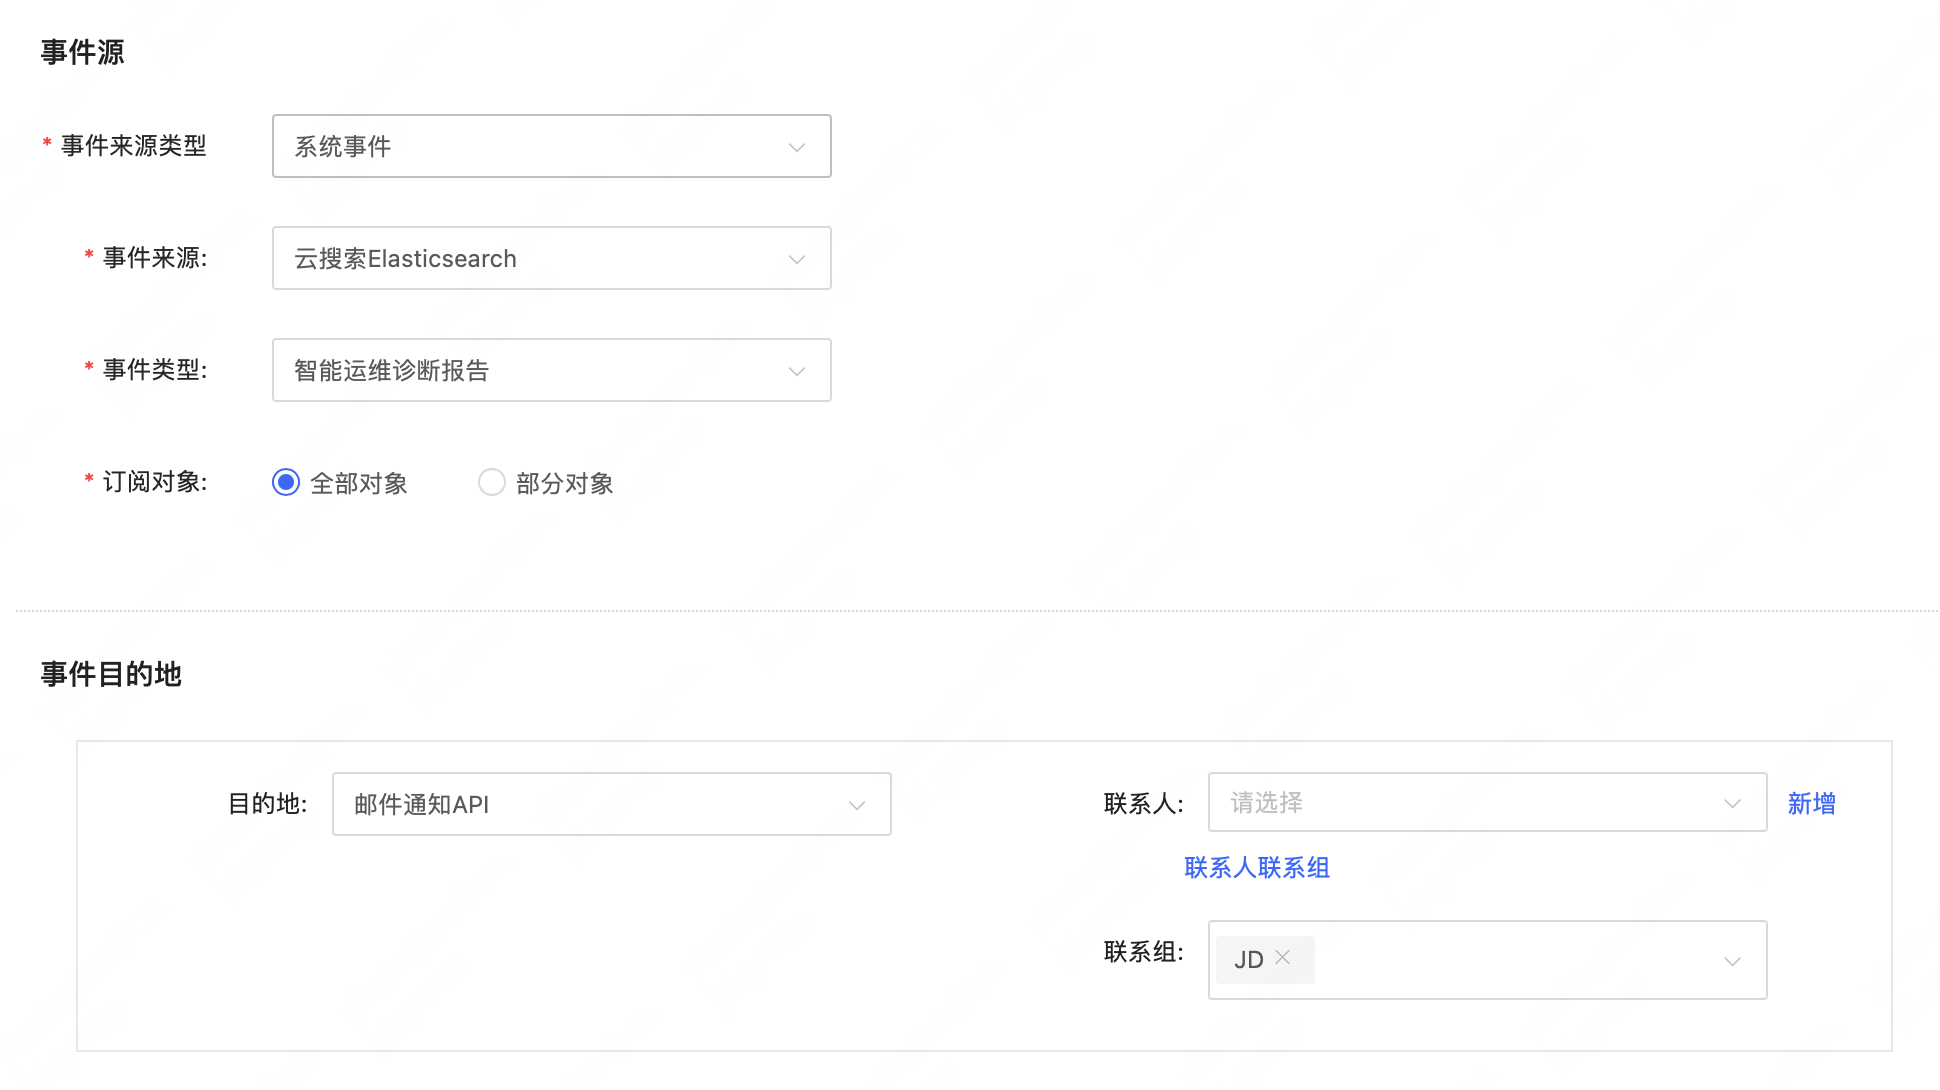 事件源
* 事件来源类型 系统事件
* 事件来源: 云搜索Elasticsearch
* 事件类型: 智能运维诊断报告
* 订阅对象: 全部对象 部分对象
事件目的地
目的地: 邮件通知API 联系人: 请选择 新增
联系人联系组
联系组: JD